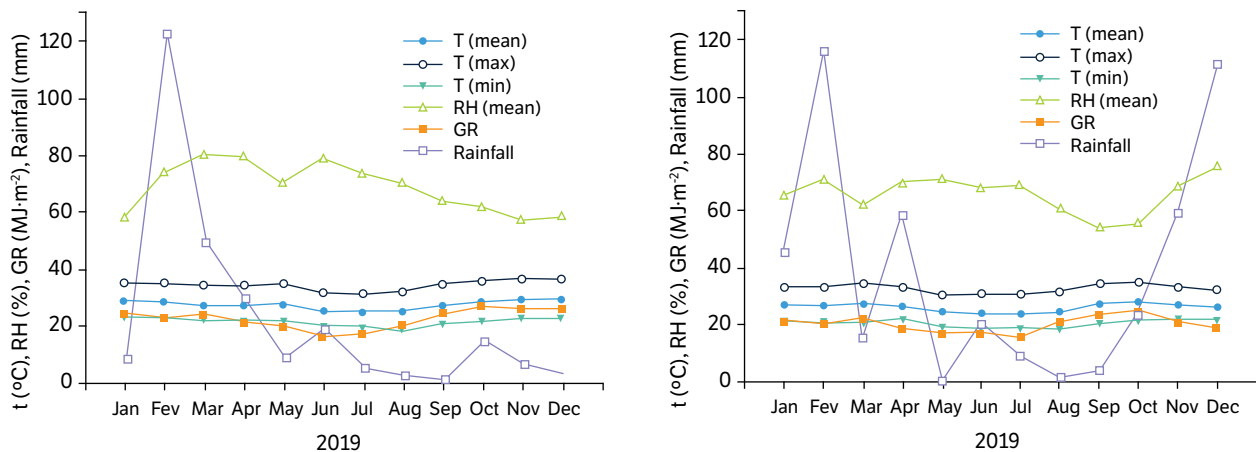 t (ºC), RH (%), GR (MJ·m⁻²), Rainfall (mm)
120
100
80
60
40
20
0
T (mean)
T (max)
T (min)
RH (mean)
GR
Rainfall
Jan Fev Mar Apr May Jun Jul Aug Sep Oct Nov Dec
2019
t (ºC), RH (%), GR (MJ·m⁻²), Rainfall (mm)
120
100
80
60
40
20
0
T (mean)
T (max)
T (min)
RH (mean)
GR
Rainfall
Jan Fev Mar Apr May Jun Jul Aug Sep Oct Nov Dec
2019